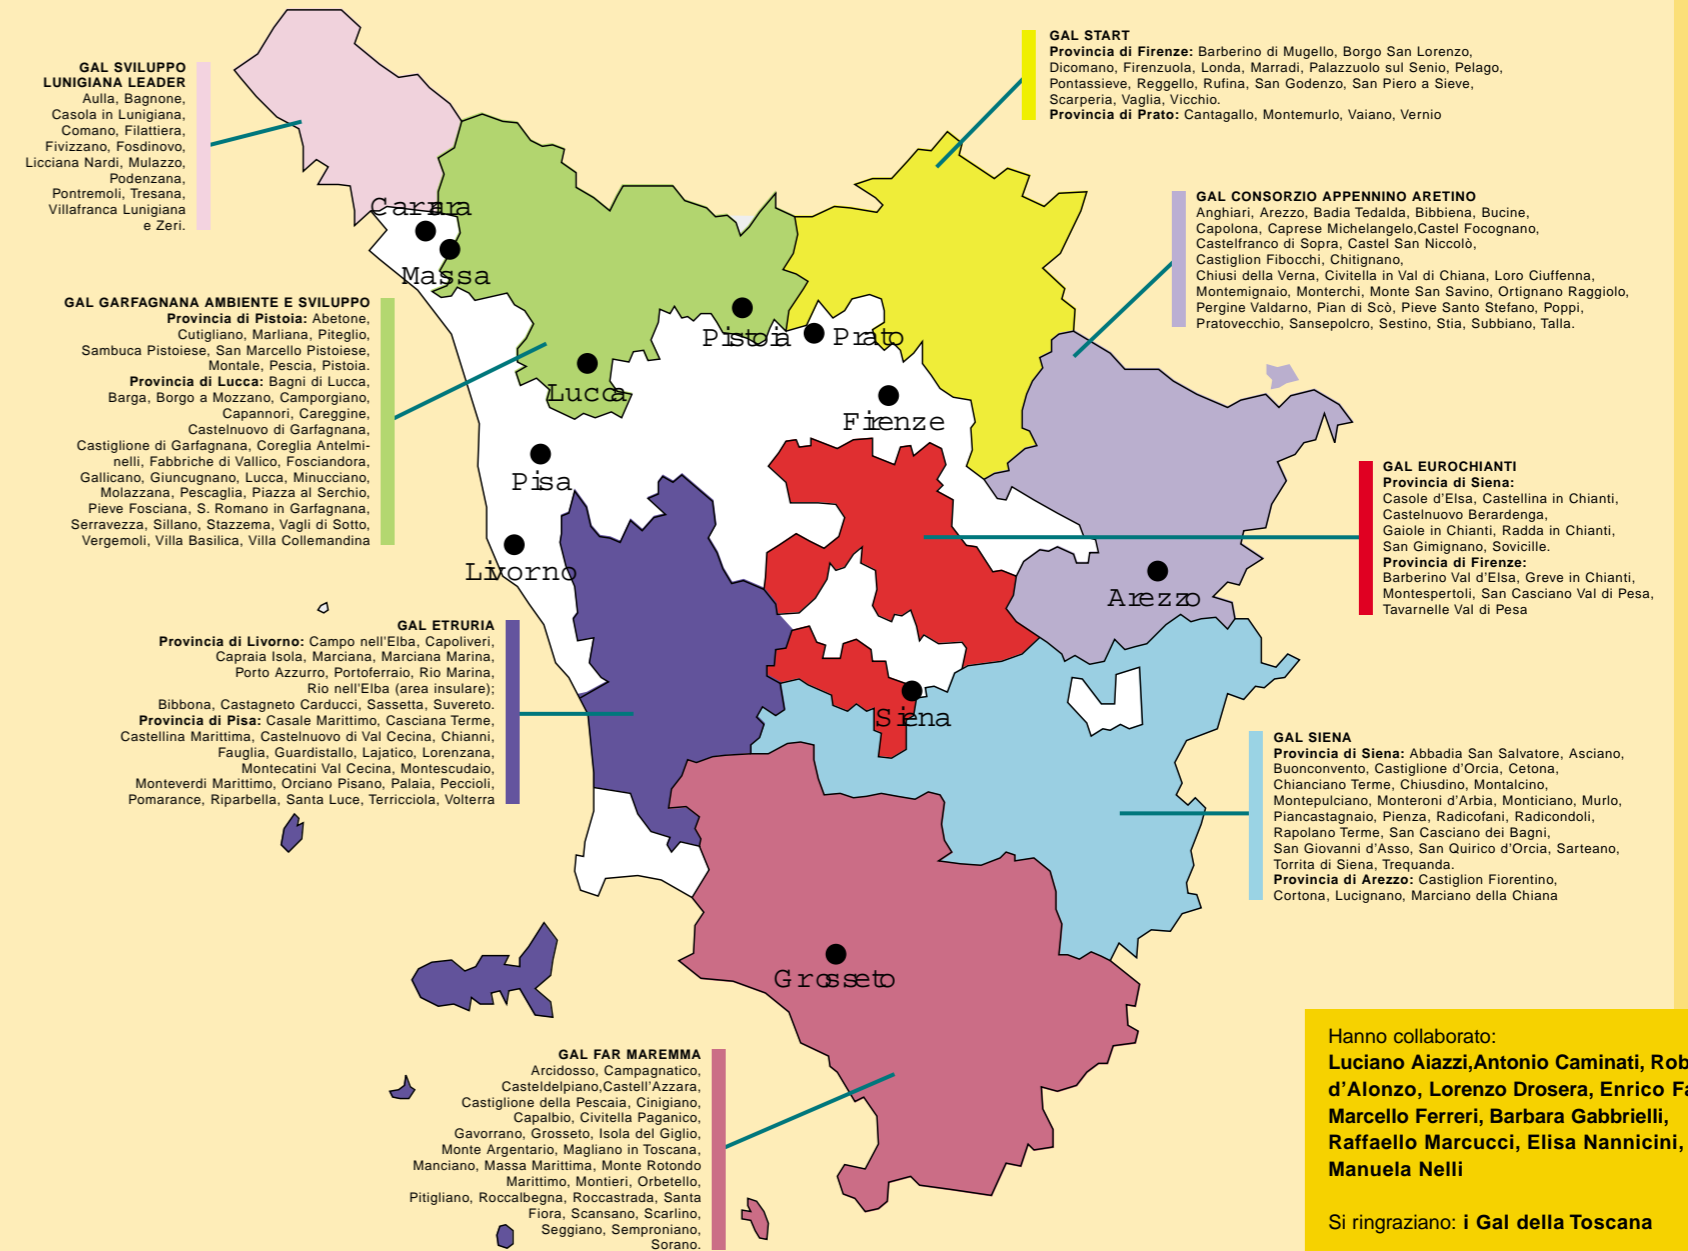 GAL SVILUPPO
LUNIGIANA LEADER
Aulla, Bagnone,
Casola in Lunigiana,
Comano, Filattiera,
Fivizzano, Fosdinovo,
Licciana Nardi, Mulazzo,
Podenzana,
Pontremoli, Tresana,
Villafranca Lunigiana
e Zeri.
GAL GARFAGNANA AMBIENTE E SVILUPPO
Provincia di Pistoia: Abetone,
Cutigliano, Marliana, Piteglio,
Sambuca Pistoiese, San Marcello Pistoiese,
Montale, Pescia, Pistoia.
Provincia di Lucca: Bagni di Lucca,
Barga, Borgo a Mozzano, Camporgiano,
Capannori, Careggine,
Castelnuovo di Garfagnana,
Castiglione di Garfagnana, Coreglia Antelmi-
nelli, Fabbriche di Vallico, Fosciandora,
Gallicano, Giuncugnano, Lucca, Minucciano,
Molazzana, Pescaglia, Piazza al Serchio,
Pieve Fosciana, S. Romano in Garfagnana,
Serravezza, Sillano, Stazzema, Vagli di Sotto,
Vergemoli, Villa Basilica, Villa Collemandina
GAL ETRURIA
Provincia di Livorno: Campo nell'Elba, Capoliveri,
Capraia Isola, Marciana, Marciana Marina,
Porto Azzurro, Portoferraio, Rio Marina,
Rio nell'Elba (area insulare);
Bibbona, Castagneto Carducci, Sassetta, Suvereto.
Provincia di Pisa: Casale Marittimo, Casciana Terme,
Castellina Marittima, Castelnuovo di Val Cecina, Chianni,
Fauglia, Guardistallo, Lajatico, Lorenzana,
Montecatini Val Cecina, Montescudaio,
Monteverdi Marittimo, Orciano Pisano, Palaia, Peccioli,
Pomarance, Riparbella, Santa Luce, Terricciola, Volterra
GAL FAR MAREMMA
Arcidosso, Campagnatico,
Casteldelpiano,Castell'Azzara,
Castiglione della Pescaia, Cinigiano,
Capalbio, Civitella Paganico,
Gavorrano, Grosseto, Isola del Giglio,
Monte Argentario, Magliano in Toscana,
Manciano, Massa Marittima, Monte Rotondo
Marittimo, Montieri, Orbetello,
Pitigliano, Roccalbegna, Roccastrada, Santa
Fiora, Scansano, Scarlino,
Seggiano, Semproniano,
Sorano.
Carrara
Massa
Pistoia
Prato
Lucca
Firenze
Pisa
Livorno
Arezzo
Siena
Grosseto
GAL START
Provincia di Firenze: Barberino di Mugello, Borgo San Lorenzo,
Dicomano, Firenzuola, Londa, Marradi, Palazzuolo sul Senio, Pelago,
Pontassieve, Reggello, Rufina, San Godenzo, San Piero a Sieve,
Scarperia, Vaglia, Vicchio.
Provincia di Prato: Cantagallo, Montemurlo, Vaiano, Vernio
GAL CONSORZIO APPENNINO ARETINO
Anghiari, Arezzo, Badia Tedalda, Bibbiena, Bucine,
Capolona, Caprese Michelangelo,Castel Focognano,
Castelfranco di Sopra, Castel San Niccolò,
Castiglion Fibocchi, Chitignano,
Chiusi della Verna, Civitella in Val di Chiana, Loro Ciuffenna,
Montemignaio, Monterchi, Monte San Savino, Ortignano Raggiolo,
Pergine Valdarno, Pian di Scò, Pieve Santo Stefano, Poppi,
Pratovecchio, Sansepolcro, Sestino, Stia, Subbiano, Talla.
GAL EUROCHIANTI
Provincia di Siena:
Casole d'Elsa, Castellina in Chianti,
Castelnuovo Berardenga,
Gaiole in Chianti, Radda in Chianti,
San Gimignano, Sovicille.
Provincia di Firenze:
Barberino Val d'Elsa, Greve in Chianti,
Montespertoli, San Casciano Val di Pesa,
Tavarnelle Val di Pesa
GAL SIENA
Provincia di Siena: Abbadia San Salvatore, Asciano,
Buonconvento, Castiglione d'Orcia, Cetona,
Chianciano Terme, Chiusdino, Montalcino,
Montepulciano, Monteroni d'Arbia, Monticiano, Murlo,
Piancastagnaio, Pienza, Radicofani, Radicondoli,
Rapolano Terme, San Casciano dei Bagni,
San Giovanni d'Asso, San Quirico d'Orcia, Sarteano,
Torrita di Siena, Trequanda.
Provincia di Arezzo: Castiglion Fiorentino,
Cortona, Lucignano, Marciano della Chiana
Hanno collaborato:
Luciano Aiazzi,Antonio Caminati, Rob
d'Alonzo, Lorenzo Drosera, Enrico Fa
Marcello Ferreri, Barbara Gabbrielli,
Raffaello Marcucci, Elisa Nannicini,
Manuela Nelli
Si ringraziano: i Gal della Toscana